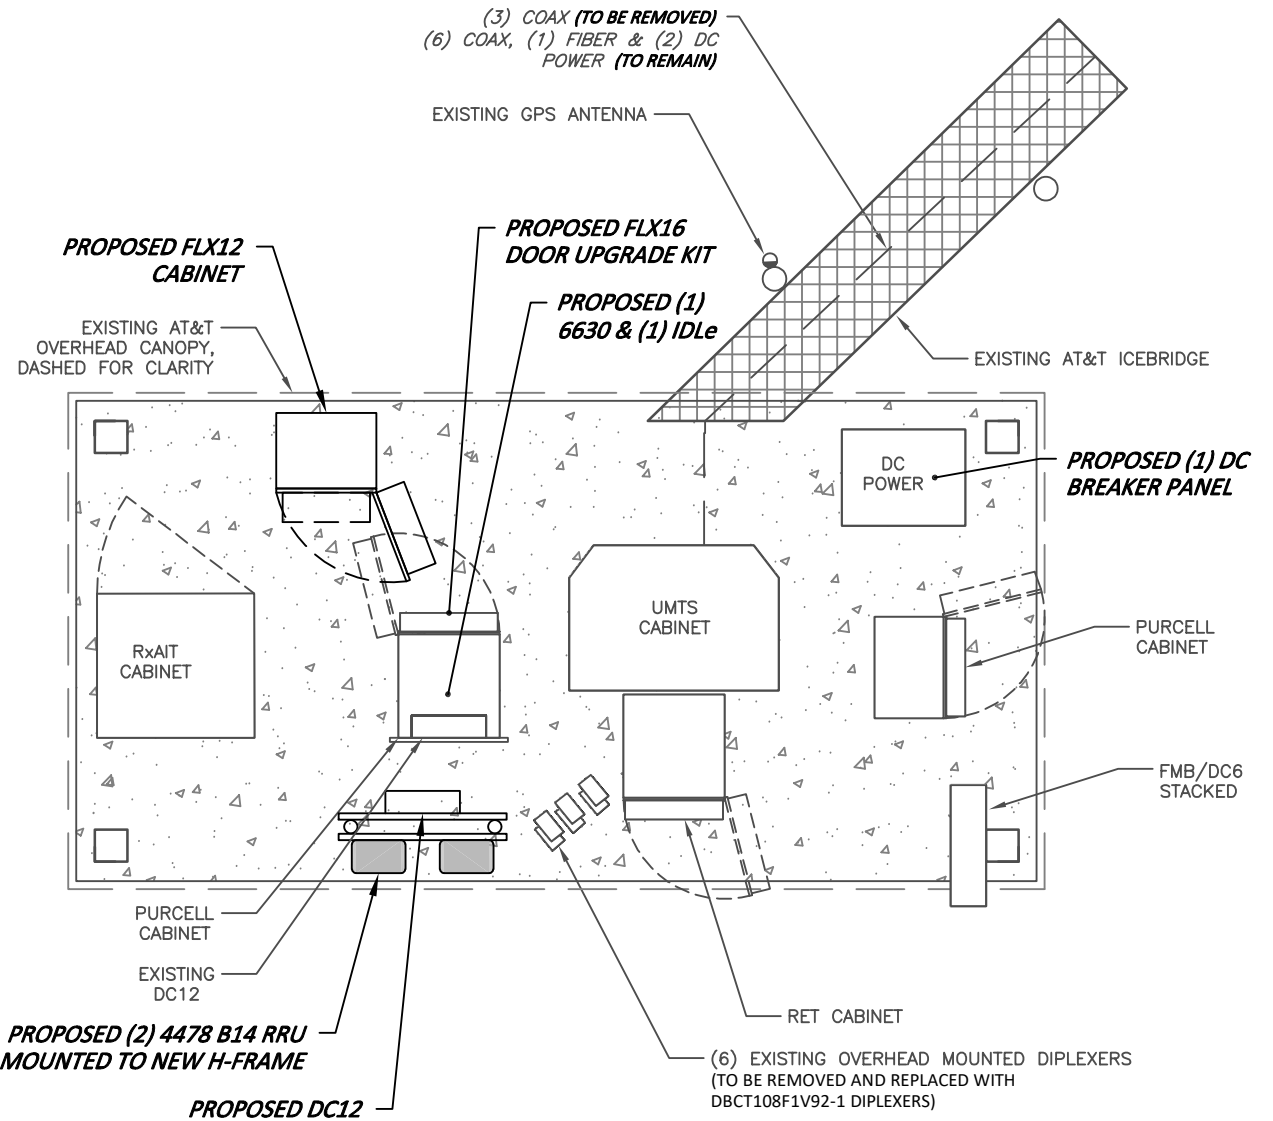 (3) COAX (TO BE REMOVED)
(6) COAX, (1) FIBER & (2) DC
POWER (TO REMAIN)
EXISTING GPS ANTENNA
PROPOSED FLX16
DOOR UPGRADE KIT
PROPOSED FLX12
CABINET
PROPOSED (1)
6630 & (1) IDLe
EXISTING AT&T
OVERHEAD CANOPY,
DASHED FOR CLARITY
EXISTING AT&T ICEBRIDGE
DC
POWER
PROPOSED (1) DC
BREAKER PANEL
UMTS
CABINET
RxAIT
CABINET
PURCELL
CABINET
FMB/DC6
STACKED
PURCELL
CABINET
EXISTING
DC12
RET CABINET
PROPOSED (2) 4478 B14 RRU
MOUNTED TO NEW H-FRAME
(6) EXISTING OVERHEAD MOUNTED DIPLEXERS
(TO BE REMOVED AND REPLACED WITH
DBCT108F1V92-1 DIPLEXERS)
PROPOSED DC12